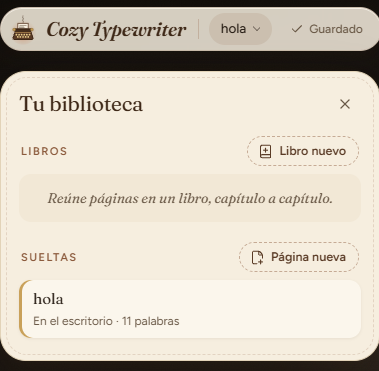 Cozy Typewriter
hola
Guardado
Tu biblioteca
LIBROS
Libro nuevo
Reúne páginas en un libro, capítulo a capítulo.
SUELTAS
Página nueva
hola
En el escritorio · 11 palabras